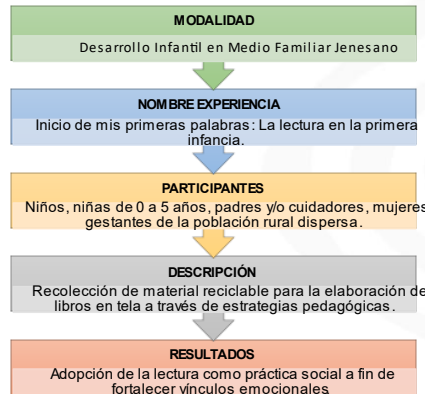 MODALIDAD
Desarrollo Infantil en Medio Familiar Jenesano
NOMBRE EXPERIENCIA
Inicio de mis primeras palabras: La lectura en la primera
infancia.
PARTICIPANTES
Niños, niñas de 0 a 5 años, padres y/o cuidadores, mujeres
gestantes de la población rural dispersa.
DESCRIPCIÓN
Recolección de material reciclable para la elaboración de
libros en tela a través de estrategias pedagógicas.
RESULTADOS
Adopción de la lectura como práctica social a fin de
fortalecer vínculos emocionales.